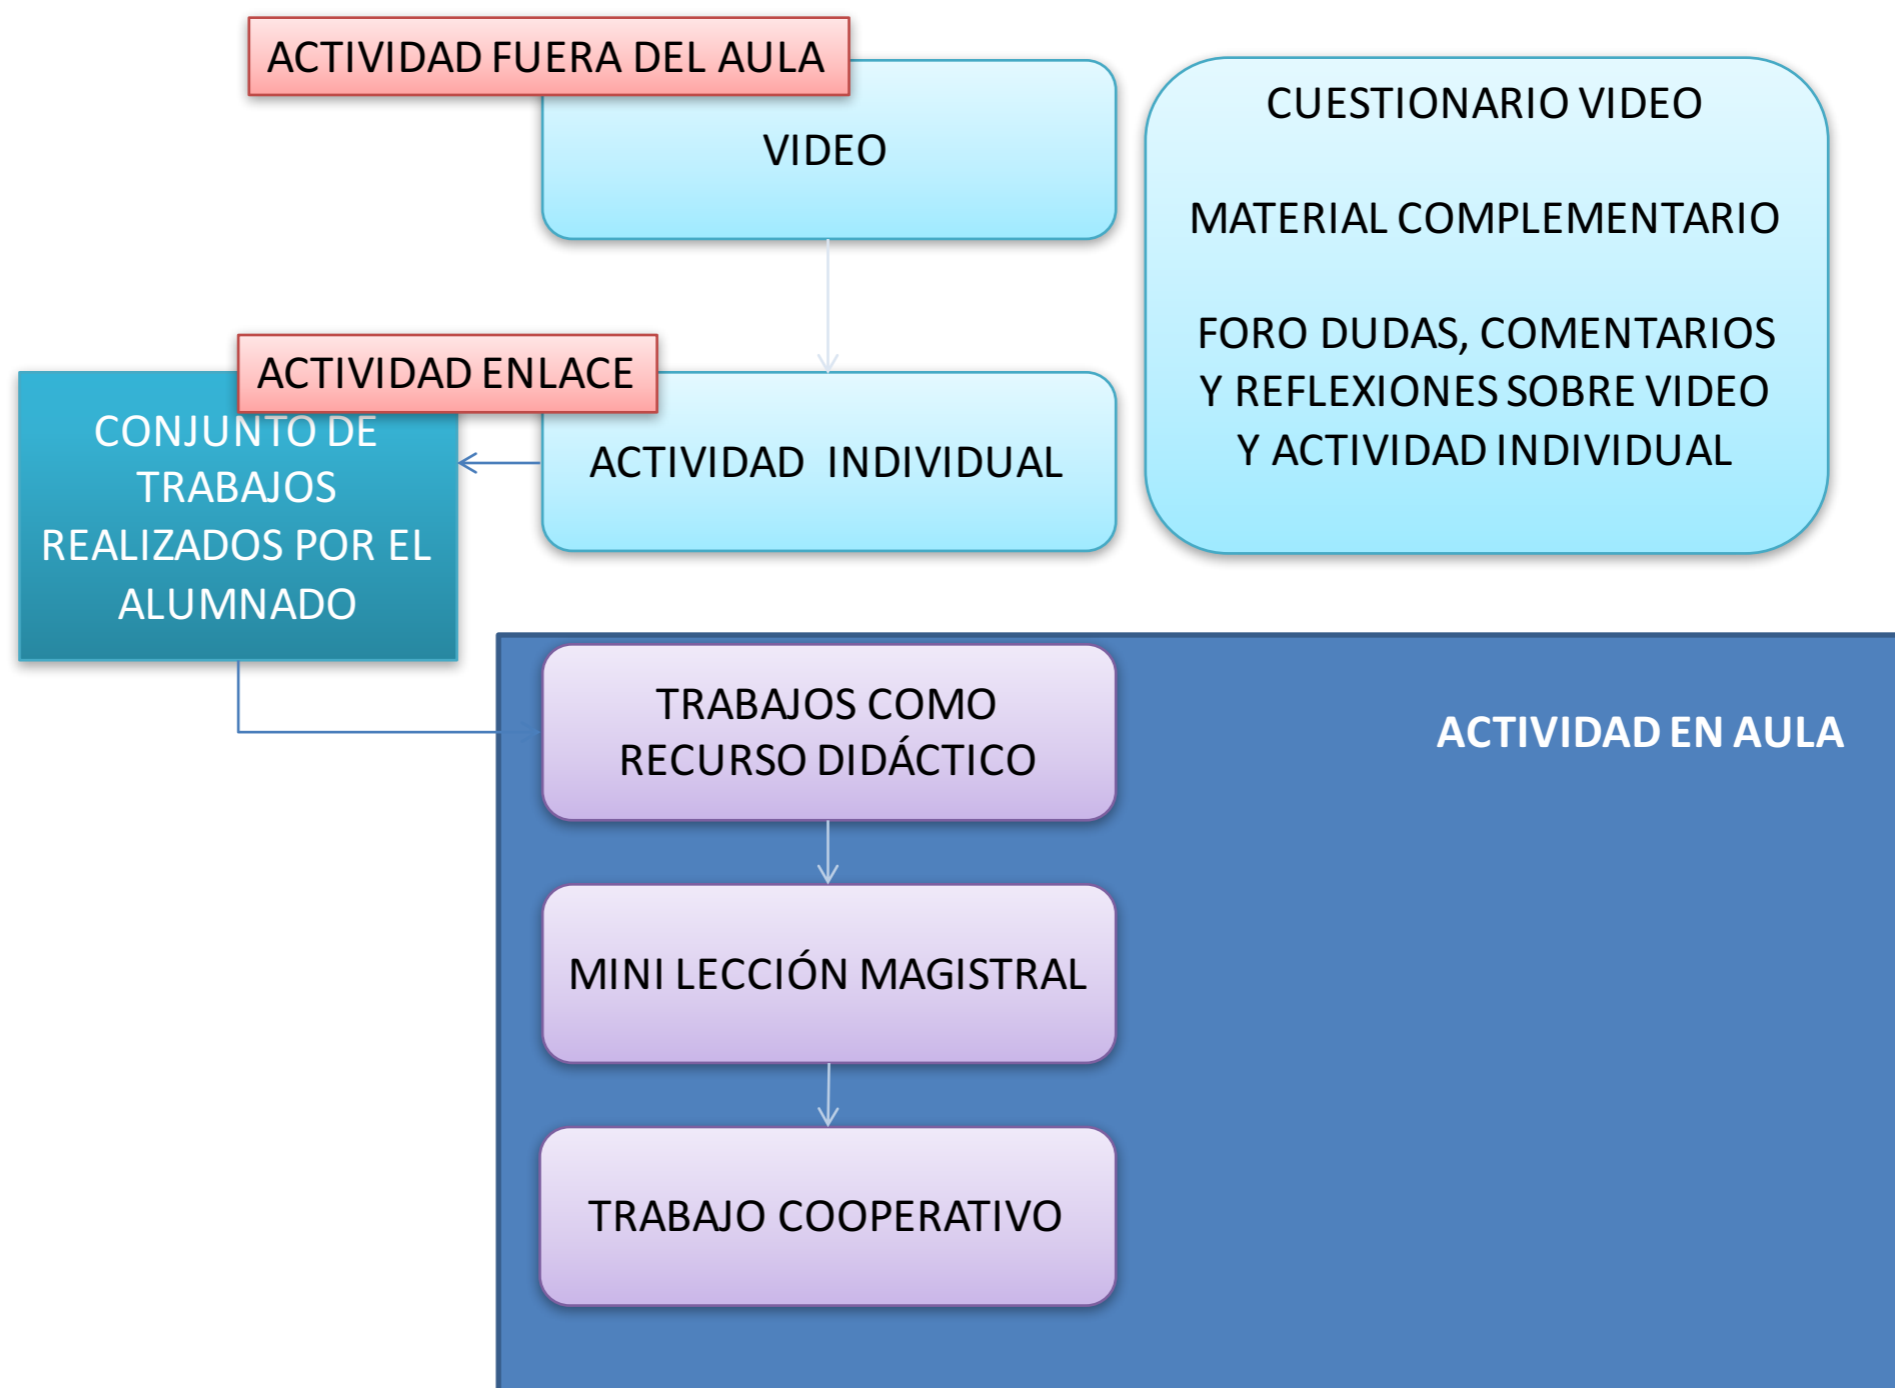 ACTIVIDAD FUERA DEL AULA
VIDEO
CUESTIONARIO VIDEO
MATERIAL COMPLEMENTARIO
FORO DUDAS, COMENTARIOS
Y REFLEXIONES SOBRE VIDEO
Y ACTIVIDAD INDIVIDUAL
ACTIVIDAD ENLACE
ACTIVIDAD INDIVIDUAL
CONJUNTO DE
TRABAJOS
REALIZADOS POR EL
ALUMNADO
ACTIVIDAD EN AULA
TRABAJOS COMO
RECURSO DIDÁCTICO
MINI LECCIÓN MAGISTRAL
TRABAJO COOPERATIVO